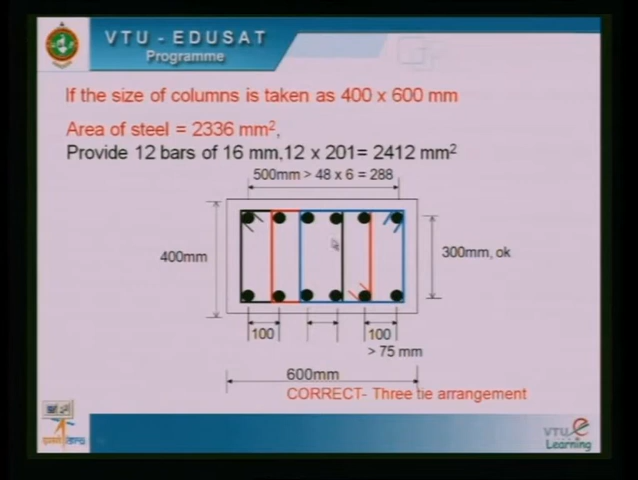 VTU - EDUSAT
Programme
If the size of columns is taken as 400 x 600 mm
Area of steel = 2336 mm²,
Provide 12 bars of 16 mm,12 x 201= 2412 mm²
500mm > 48 x 6 = 288
400mm
300mm, ok
100
100
> 75 mm
600mm
CORRECT- Three tie arrangement
VTU e
Learning